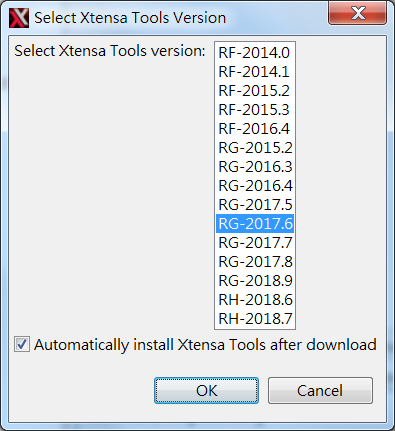 Select Xtensa Tools Version
Select Xtensa Tools version:
RF-2014.0
RF-2014.1
RF-2015.2
RF-2015.3
RF-2016.4
RG-2015.2
RG-2016.3
RG-2016.4
RG-2017.5
RG-2017.6
RG-2017.7
RG-2017.8
RG-2018.9
RH-2018.6
RH-2018.7
Automatically install Xtensa Tools after download
OK
Cancel